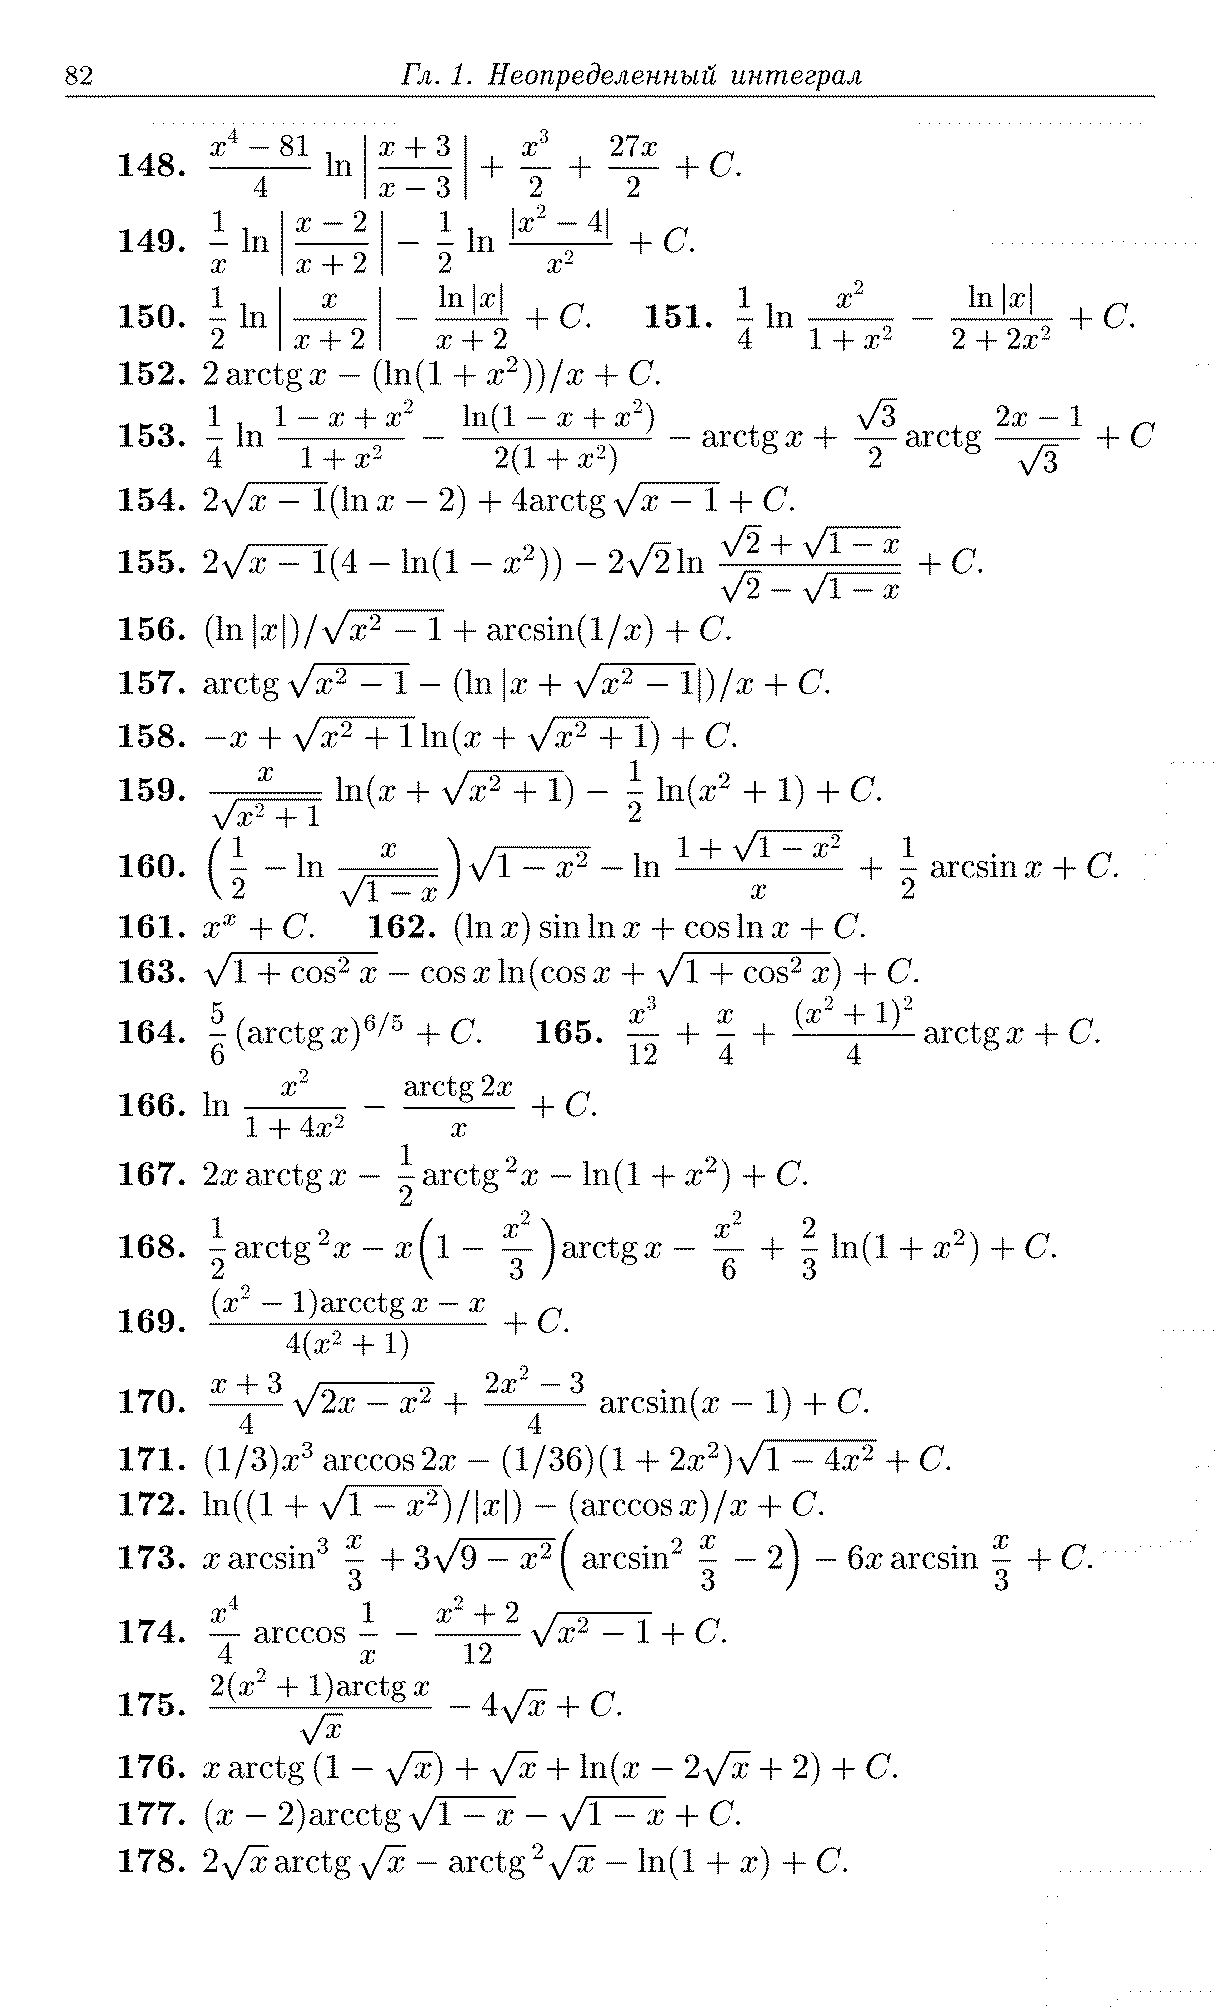 82 Гл. 1. Неопределенный интеграл
148. $\frac{x^4-81}{4}\ln\left|\frac{x+3}{x-3}\right|+\frac{x^3}{2}+\frac{27x}{2}+C.$
149. $\frac{1}{x}\ln\left|\frac{x-2}{x+2}\right|-\frac{1}{2}\ln\frac{|x^2-4|}{x^2}+C.$
150. $\frac{1}{2}\ln\left|\frac{x}{x+2}\right|-\frac{\ln|x|}{x+2}+C.$ 151. $\frac{1}{4}\ln\frac{x^2}{1+x^2}-\frac{\ln|x|}{2+2x^2}+C.$
152. $2\,\text{arctg}\,x-(\ln(1+x^2))/x+C.$
153. $\frac{1}{4}\ln\frac{1-x+x^2}{1+x^2}-\frac{\ln(1-x+x^2)}{2(1+x^2)}-\text{arctg}\,x+\frac{\sqrt{3}}{2}\text{arctg}\,\frac{2x-1}{\sqrt{3}}+C$
154. $2\sqrt{x-1}(\ln x-2)+4\text{arctg}\,\sqrt{x-1}+C.$
155. $2\sqrt{x-1}(4-\ln(1-x^2))-2\sqrt{2}\ln\frac{\sqrt{2}+\sqrt{1-x}}{\sqrt{2}-\sqrt{1-x}}+C.$
156. $(\ln|x|)/\sqrt{x^2-1}+\arcsin(1/x)+C.$
157. $\text{arctg}\,\sqrt{x^2-1}-(\ln|x+\sqrt{x^2-1}|)/x+C.$
158. $-x+\sqrt{x^2+1}\ln(x+\sqrt{x^2+1})+C.$
159. $\frac{x}{\sqrt{x^2+1}}\ln(x+\sqrt{x^2+1})-\frac{1}{2}\ln(x^2+1)+C.$
160. $\left(\frac{1}{2}-\ln\frac{x}{\sqrt{1-x}}\right)\sqrt{1-x^2}-\ln\frac{1+\sqrt{1-x^2}}{x}+\frac{1}{2}\arcsin x+C.$
161. $x^x+C.$ 162. $(\ln x)\sin\ln x+\cos\ln x+C.$
163. $\sqrt{1+\cos^2 x}-\cos x\ln(\cos x+\sqrt{1+\cos^2 x})+C.$
164. $\frac{5}{6}(\text{arctg}\,x)^{6/5}+C.$ 165. $\frac{x^3}{12}+\frac{x}{4}+\frac{(x^2+1)^2}{4}\text{arctg}\,x+C.$
166. $\ln\frac{x^2}{1+4x^2}-\frac{\text{arctg}\,2x}{x}+C.$
167. $2x\,\text{arctg}\,x-\frac{1}{2}\text{arctg}^2x-\ln(1+x^2)+C.$
168. $\frac{1}{2}\text{arctg}^2x-x\left(1-\frac{x^2}{3}\right)\text{arctg}\,x-\frac{x^2}{6}+\frac{2}{3}\ln(1+x^2)+C.$
169. $\frac{(x^2-1)\text{arcctg}\,x-x}{4(x^2+1)}+C.$
170. $\frac{x+3}{4}\sqrt{2x-x^2}+\frac{2x^2-3}{4}\arcsin(x-1)+C.$
171. $(1/3)x^3\arccos 2x-(1/36)(1+2x^2)\sqrt{1-4x^2}+C.$
172. $\ln((1+\sqrt{1-x^2})/|x|)-(\arccos x)/x+C.$
173. $x\arcsin^3\frac{x}{3}+3\sqrt{9-x^2}\left(\arcsin^2\frac{x}{3}-2\right)-6x\arcsin\frac{x}{3}+C.$
174. $\frac{x^4}{4}\arccos\frac{1}{x}-\frac{x^2+2}{12}\sqrt{x^2-1}+C.$
175. $\frac{2(x^2+1)\text{arctg}\,x}{\sqrt{x}}-4\sqrt{x}+C.$
176. $x\,\text{arctg}\,(1-\sqrt{x})+\sqrt{x}+\ln(x-2\sqrt{x}+2)+C.$
177. $(x-2)\text{arcctg}\,\sqrt{1-x}-\sqrt{1-x}+C.$
178. $2\sqrt{x}\,\text{arctg}\,\sqrt{x}-\text{arctg}^2\sqrt{x}-\ln(1+x)+C.$